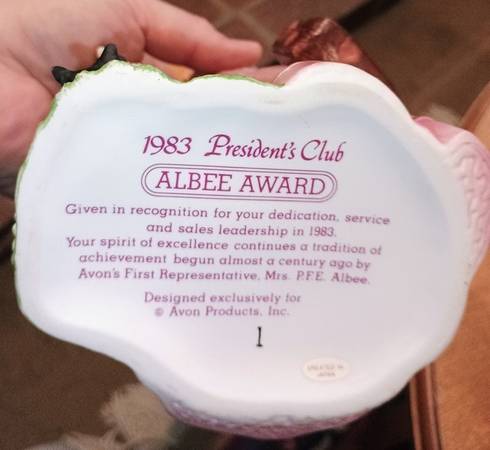 1983 President's Club
ALBEE AWARD
Given in recognition for your dedication, service
and sales leadership in 1983.
Your spirit of excellence continues a tradition of
achievement begun almost a century ago by
Avon's First Representative, Mrs. P.F.E. Albee.
Designed exclusively for
© Avon Products, Inc.
1
JAPAN